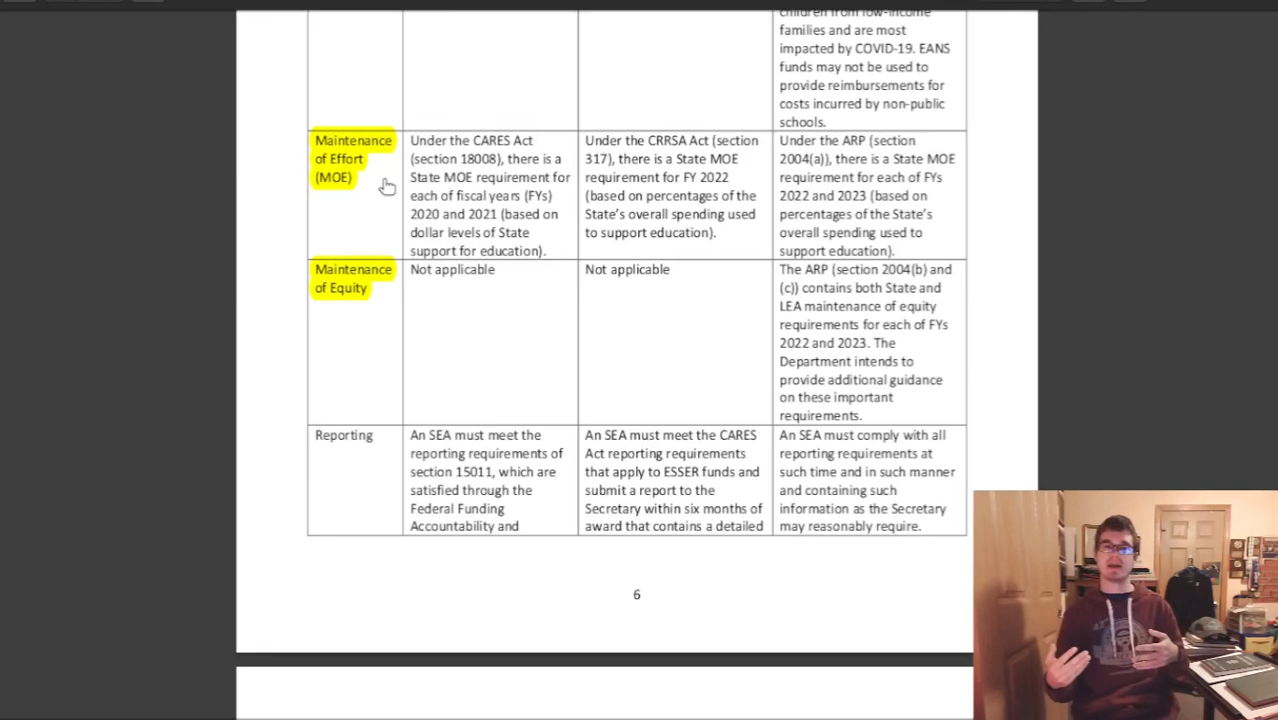 children from low-income
families and are most
impacted by COVID-19. EANS
funds may not be used to
provide reimbursements for
costs incurred by non-public
schools.
Maintenance
of Effort
(MOE)
Under the CARES Act
(section 18008), there is a
State MOE requirement for
each of fiscal years (FYs)
2020 and 2021 (based on
dollar levels of State
support for education).
Under the CRRSA Act (section
317), there is a State MOE
requirement for FY 2022
(based on percentages of the
State's overall spending used
to support education).
Under the ARP (section
2004(a)), there is a State MOE
requirement for each of FYs
2022 and 2023 (based on
percentages of the State's
overall spending used to
support education).
Maintenance
of Equity
Not applicable
Not applicable
The ARP (section 2004(b) and
(c)) contains both State and
LEA maintenance of equity
requirements for each of FYs
2022 and 2023. The
Department intends to
provide additional guidance
on these important
requirements.
Reporting
An SEA must meet the
reporting requirements of
section 15011, which are
satisfied through the
Federal Funding
Accountability and
An SEA must meet the CARES
Act reporting requirements
that apply to ESSER funds and
submit a report to the
Secretary within six months of
award that contains a detailed
An SEA must comply with all
reporting requirements at
such time and in such manner
and containing such
information as the Secretary
may reasonably require.
6